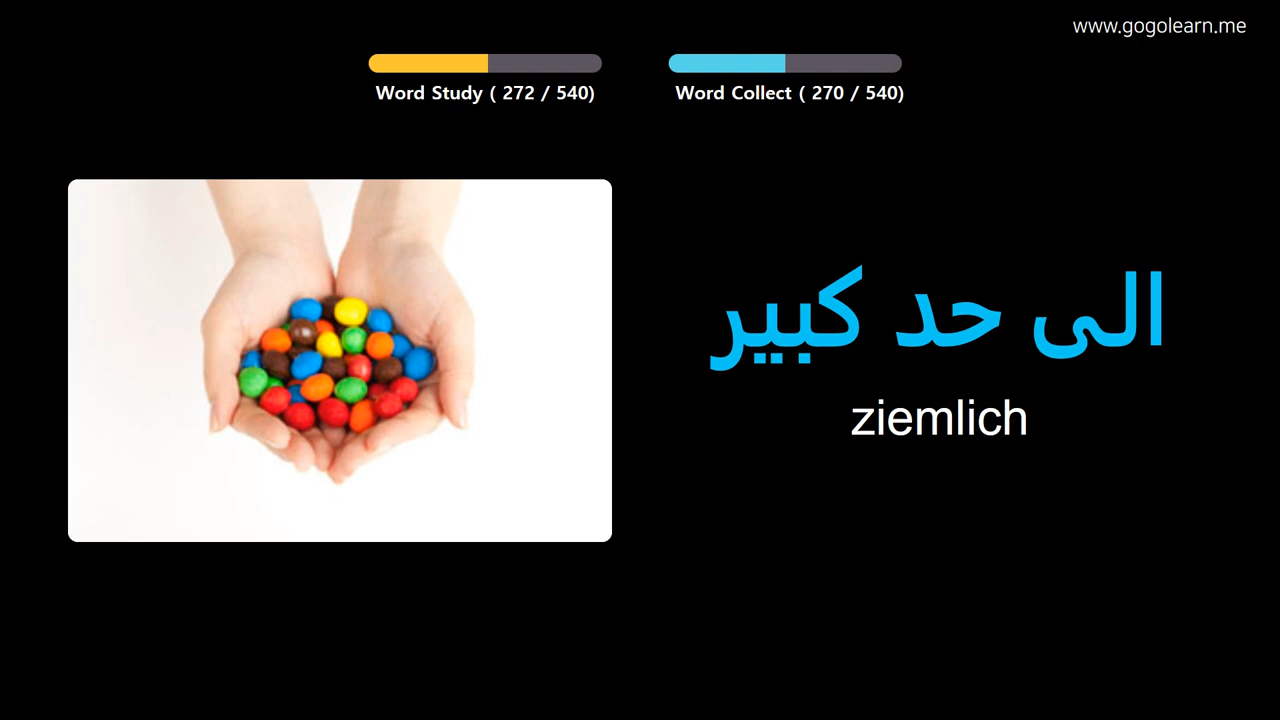 www.gogolearn.me
Word Study ( 272 / 540)
Word Collect ( 270 / 540)
الى حد كبير
ziemlich